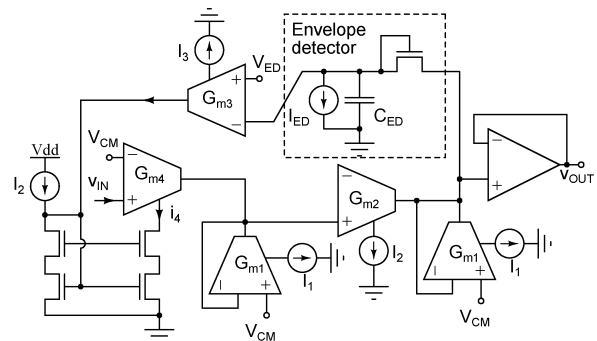 Envelope
detector
I3
VED
+
Gm3
−
IED
CED
Vdd
VCM
−
Gm4
vIN
+
I2
i4
−
Gm2
+
I2
−
+
vOUT
Gm1
−
+
I1
VCM
Gm1
−
+
I1
VCM